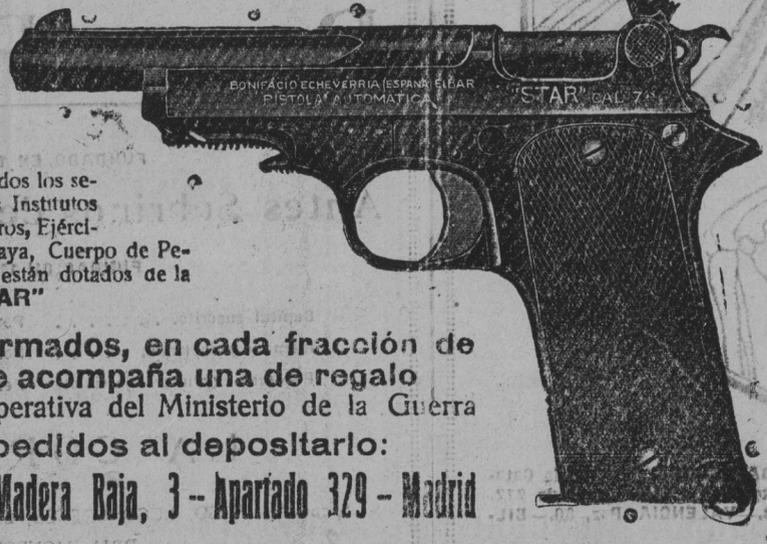 BONIFACIO ECHEVERRIA (ESPAÑA) EIBAR
PISTOLA AUTOMATICA
"STAR" CAL 7
dos los se-
s Institutos
ros, Ejérci-
aya, Cuerpo de Pe-
están dotados de la
AR"
rmados, en cada fracción de
e acompaña una de regalo
perativa del Ministerio de la Guerra
pedidos al depositario:
Madera Baja, 3 -- Apartado 329 - Madrid